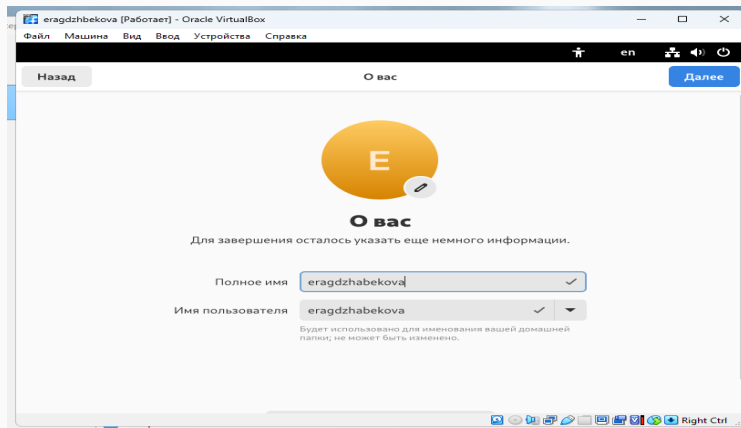 eragdzhbekova [Работает] - Oracle VirtualBox
Файл Машина Вид Ввод Устройства Справка
en
Назад О вас Далее
E
О вас
Для завершения осталось указать еще немного информации.
Полное имя eragdzhabekova
Имя пользователя eragdzhabekova
Будет использовано для именования вашей домашней
папки; не может быть изменено.
Right Ctrl